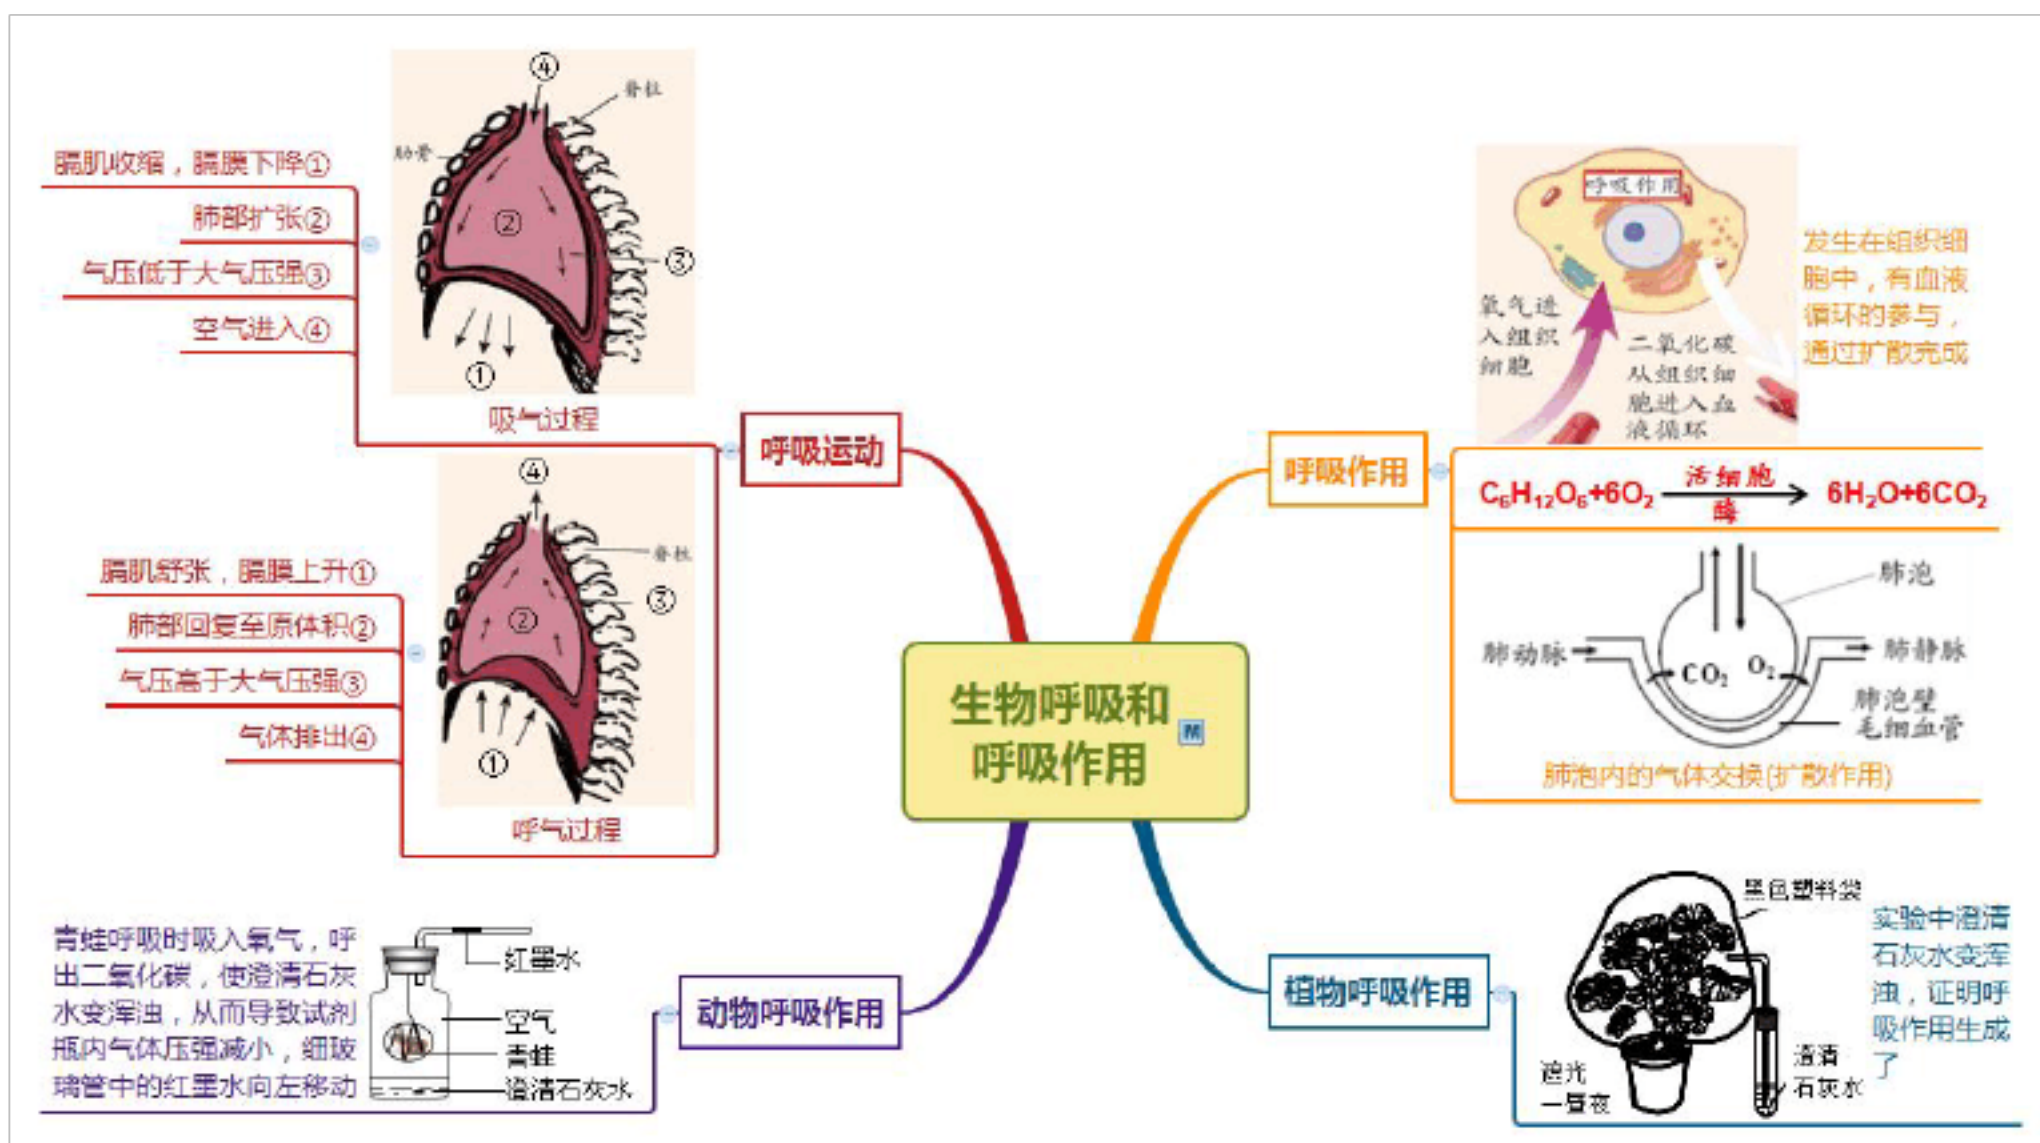 生物呼吸和
呼吸作用
呼吸运动
膈肌收缩，膈膜下降①
肺部扩张②
气压低于大气压强③
空气进入④
④
脊柱
肋骨
②
③
①
吸气过程
膈肌舒张，膈膜上升①
肺部回复至原体积②
气压高于大气压强③
气体排出④
④
脊柱
③
②
①
呼气过程
呼吸作用
呼吸作用
氧气进
入组织
细胞
二氧化碳
从组织细
胞进入血
液循环
发生在组织细
胞中，有血液
循环的参与，
通过扩散完成
C₆H₁₂O₆+6O₂ 活细胞 酶 6H₂O+6CO₂
肺泡
肺动脉
肺静脉
CO₂ O₂
肺泡壁
毛细血管
肺泡内的气体交换(扩散作用)
动物呼吸作用
青蛙呼吸时吸入氧气，呼
出二氧化碳，使澄清石灰
水变浑浊，从而导致试剂
瓶内气体压强减小，细玻
璃管中的红墨水向左移动
红墨水
空气
青蛙
澄清石灰水
植物呼吸作用
黑色塑料袋
遮光
一昼夜
澄清
石灰水
实验中澄清
石灰水变浑
浊，证明呼
吸作用生成
了
M